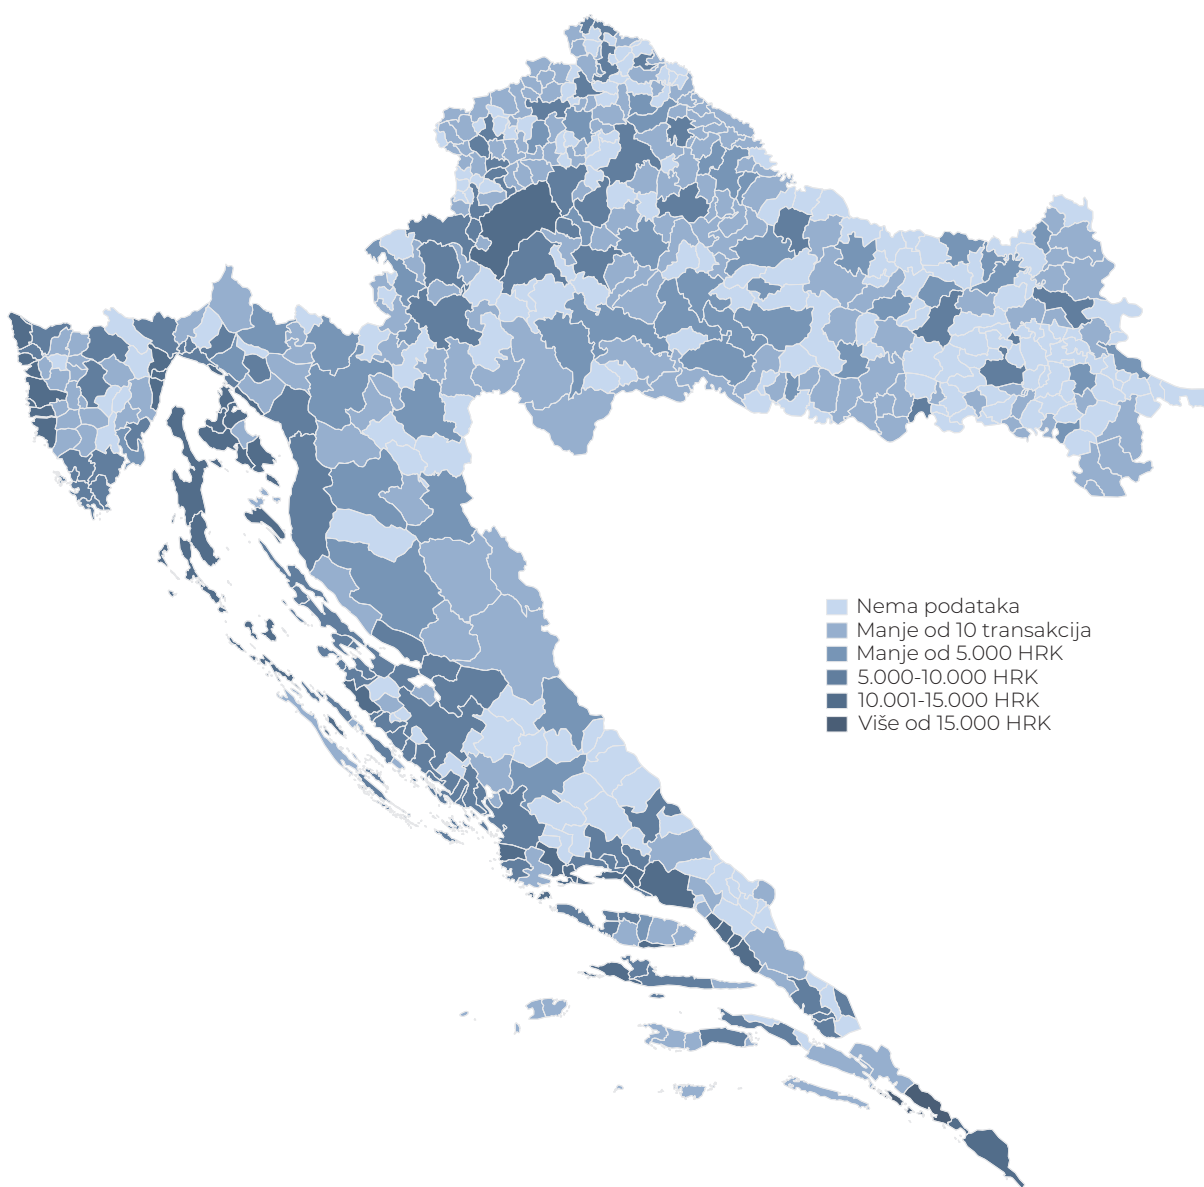 Nema podataka
Manje od 10 transakcija
Manje od 5.000 HRK
5.000-10.000 HRK
10.001-15.000 HRK
Više od 15.000 HRK